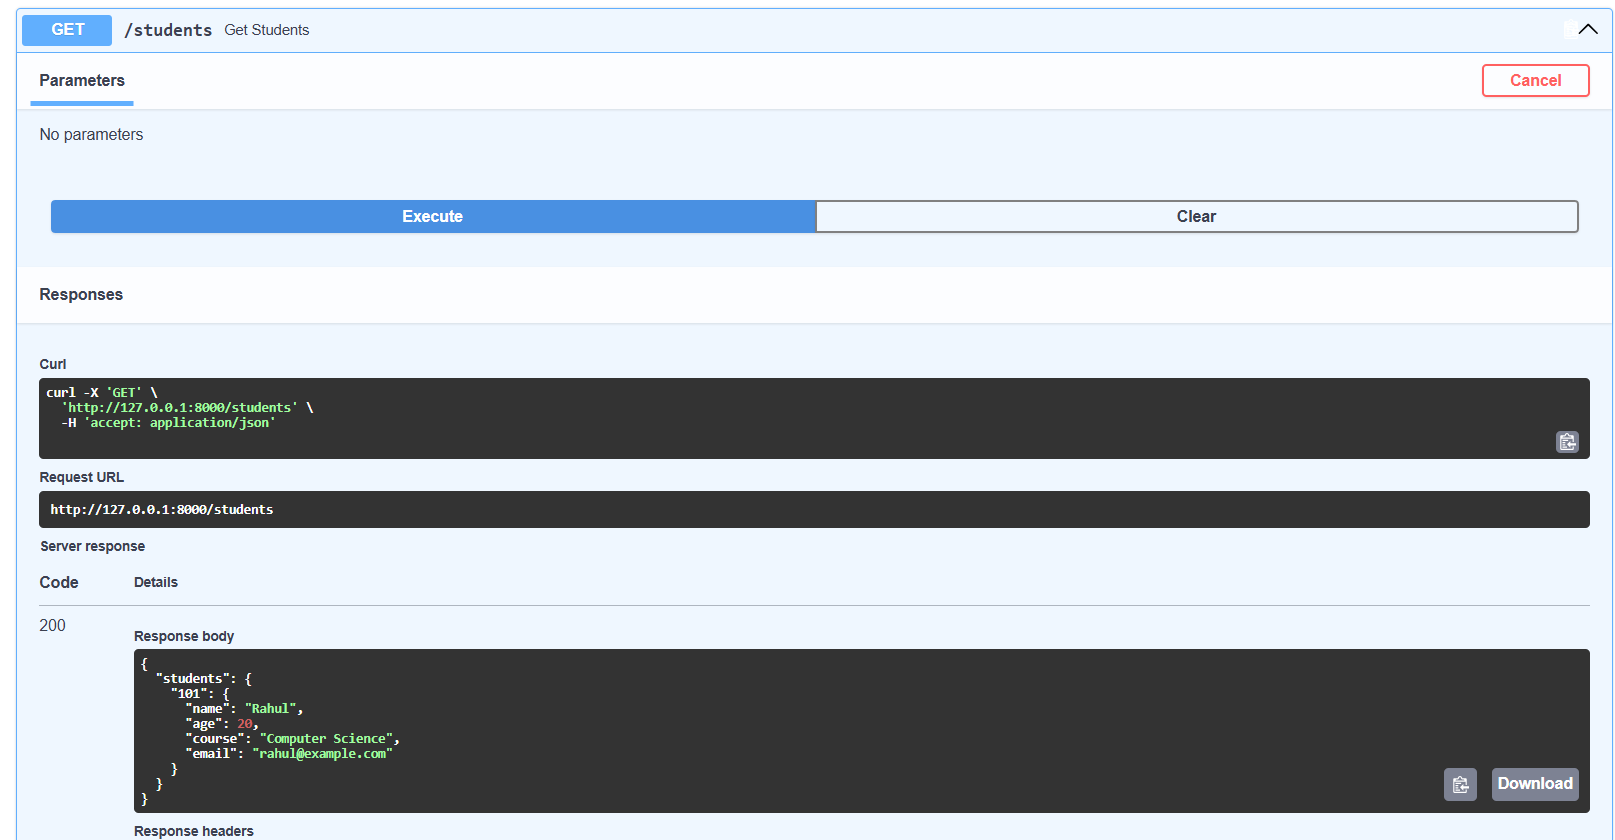 GET /students Get Students
Parameters
Cancel
No parameters
Execute
Clear
Responses
Curl
curl -X 'GET' \
  'http://127.0.0.1:8000/students' \
  -H 'accept: application/json'
Request URL
http://127.0.0.1:8000/students
Server response
Code Details
200
Response body
{
  "students": {
    "101": {
      "name": "Rahul",
      "age": 20,
      "course": "Computer Science",
      "email": "rahul@example.com"
    }
  }
}
Download
Response headers